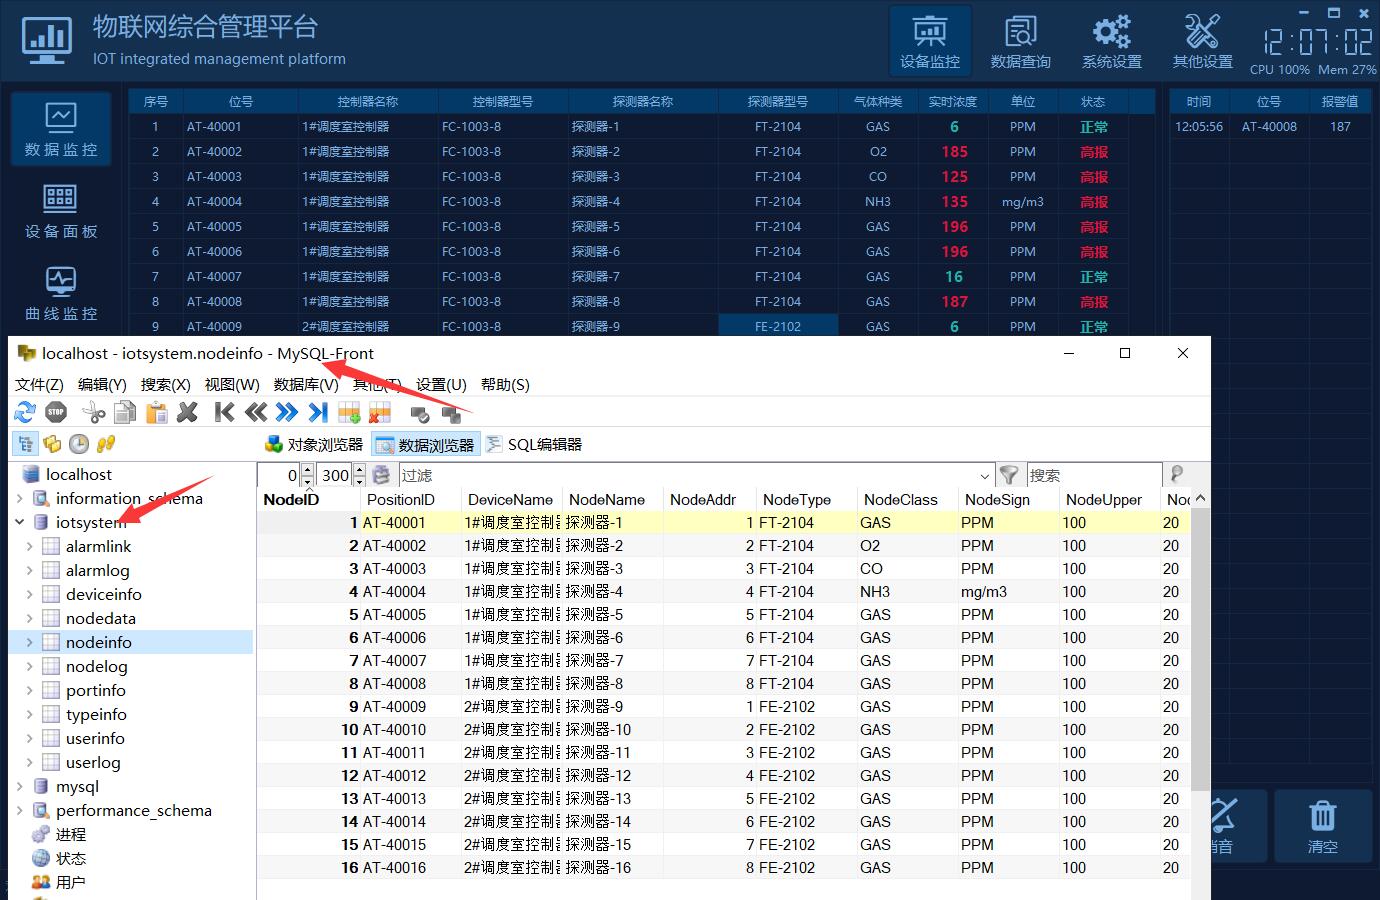 物联网综合管理平台
IOT integrated management platform
设备监控 数据查询 系统设置 其他设置
12:07:02
CPU 100% Mem 27%
数据监控
设备面板
曲线监控
序号 位号 控制器名称 控制器型号 探测器名称 探测器型号 气体种类 实时浓度 单位 状态
1 AT-40001 1#调度室控制器 FC-1003-8 探测器-1 FT-2104 GAS 6 PPM 正常
2 AT-40002 1#调度室控制器 FC-1003-8 探测器-2 FT-2104 O2 185 PPM 高报
3 AT-40003 1#调度室控制器 FC-1003-8 探测器-3 FT-2104 CO 125 PPM 高报
4 AT-40004 1#调度室控制器 FC-1003-8 探测器-4 FT-2104 NH3 135 mg/m3 高报
5 AT-40005 1#调度室控制器 FC-1003-8 探测器-5 FT-2104 GAS 196 PPM 高报
6 AT-40006 1#调度室控制器 FC-1003-8 探测器-6 FT-2104 GAS 196 PPM 高报
7 AT-40007 1#调度室控制器 FC-1003-8 探测器-7 FT-2104 GAS 16 PPM 正常
8 AT-40008 1#调度室控制器 FC-1003-8 探测器-8 FT-2104 GAS 187 PPM 高报
9 AT-40009 2#调度室控制器 FC-1003-8 探测器-9 FE-2102 GAS 6 PPM 正常
时间 位号 报警值
12:05:56 AT-40008 187
localhost - iotsystem.nodeinfo - MySQL-Front
文件(Z) 编辑(Y) 搜索(X) 视图(W) 数据库(V) 其他(T) 设置(U) 帮助(S)
STOP
对象浏览器 数据浏览器 SQL编辑器
localhost
information_schema
iotsystem
alarmlink
alarmlog
deviceinfo
nodedata
nodeinfo
nodelog
portinfo
typeinfo
userinfo
userlog
mysql
performance_schema
进程
状态
用户
0 300 过滤 搜索
NodeID PositionID DeviceName NodeName NodeAddr NodeType NodeClass NodeSign NodeUpper
1 AT-40001 1#调度室控制器 探测器-1 1 FT-2104 GAS PPM 100 20
2 AT-40002 1#调度室控制器 探测器-2 2 FT-2104 O2 PPM 100 20
3 AT-40003 1#调度室控制器 探测器-3 3 FT-2104 CO PPM 100 20
4 AT-40004 1#调度室控制器 探测器-4 4 FT-2104 NH3 mg/m3 100 20
5 AT-40005 1#调度室控制器 探测器-5 5 FT-2104 GAS PPM 100 20
6 AT-40006 1#调度室控制器 探测器-6 6 FT-2104 GAS PPM 100 20
7 AT-40007 1#调度室控制器 探测器-7 7 FT-2104 GAS PPM 100 20
8 AT-40008 1#调度室控制器 探测器-8 8 FT-2104 GAS PPM 100 20
9 AT-40009 2#调度室控制器 探测器-9 1 FE-2102 GAS PPM 100 20
10 AT-40010 2#调度室控制器 探测器-10 2 FE-2102 GAS PPM 100 20
11 AT-40011 2#调度室控制器 探测器-11 3 FE-2102 GAS PPM 100 20
12 AT-40012 2#调度室控制器 探测器-12 4 FE-2102 GAS PPM 100 20
13 AT-40013 2#调度室控制器 探测器-13 5 FE-2102 GAS PPM 100 20
14 AT-40014 2#调度室控制器 探测器-14 6 FE-2102 GAS PPM 100 20
15 AT-40015 2#调度室控制器 探测器-15 7 FE-2102 GAS PPM 100 20
16 AT-40016 2#调度室控制器 探测器-16 8 FE-2102 GAS PPM 100 20
消音 清空